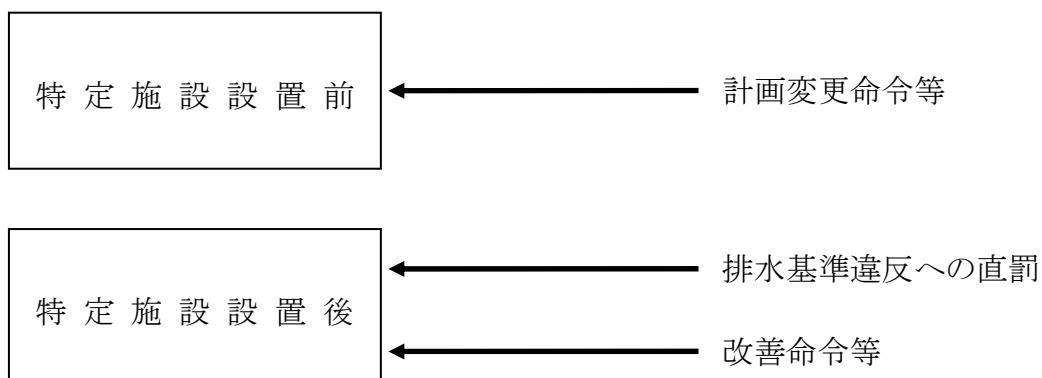 特定施設設置前
計画変更命令等
排水基準違反への直罰
特定施設設置後
改善命令等